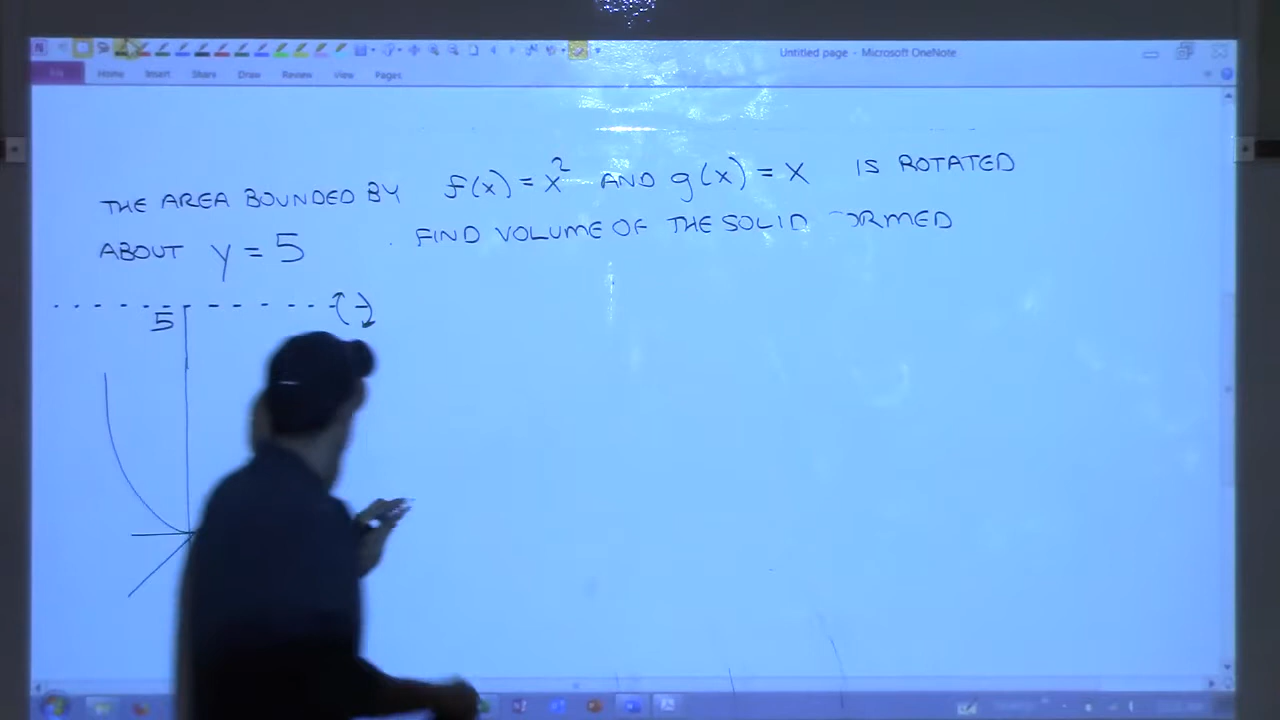 Untitled page - Microsoft OneNote
Home Insert Share Draw Review View Pages
THE AREA BOUNDED BY f(x) = x² AND g(x) = x IS ROTATED
ABOUT y = 5 . FIND VOLUME OF THE SOLID ORMED
5